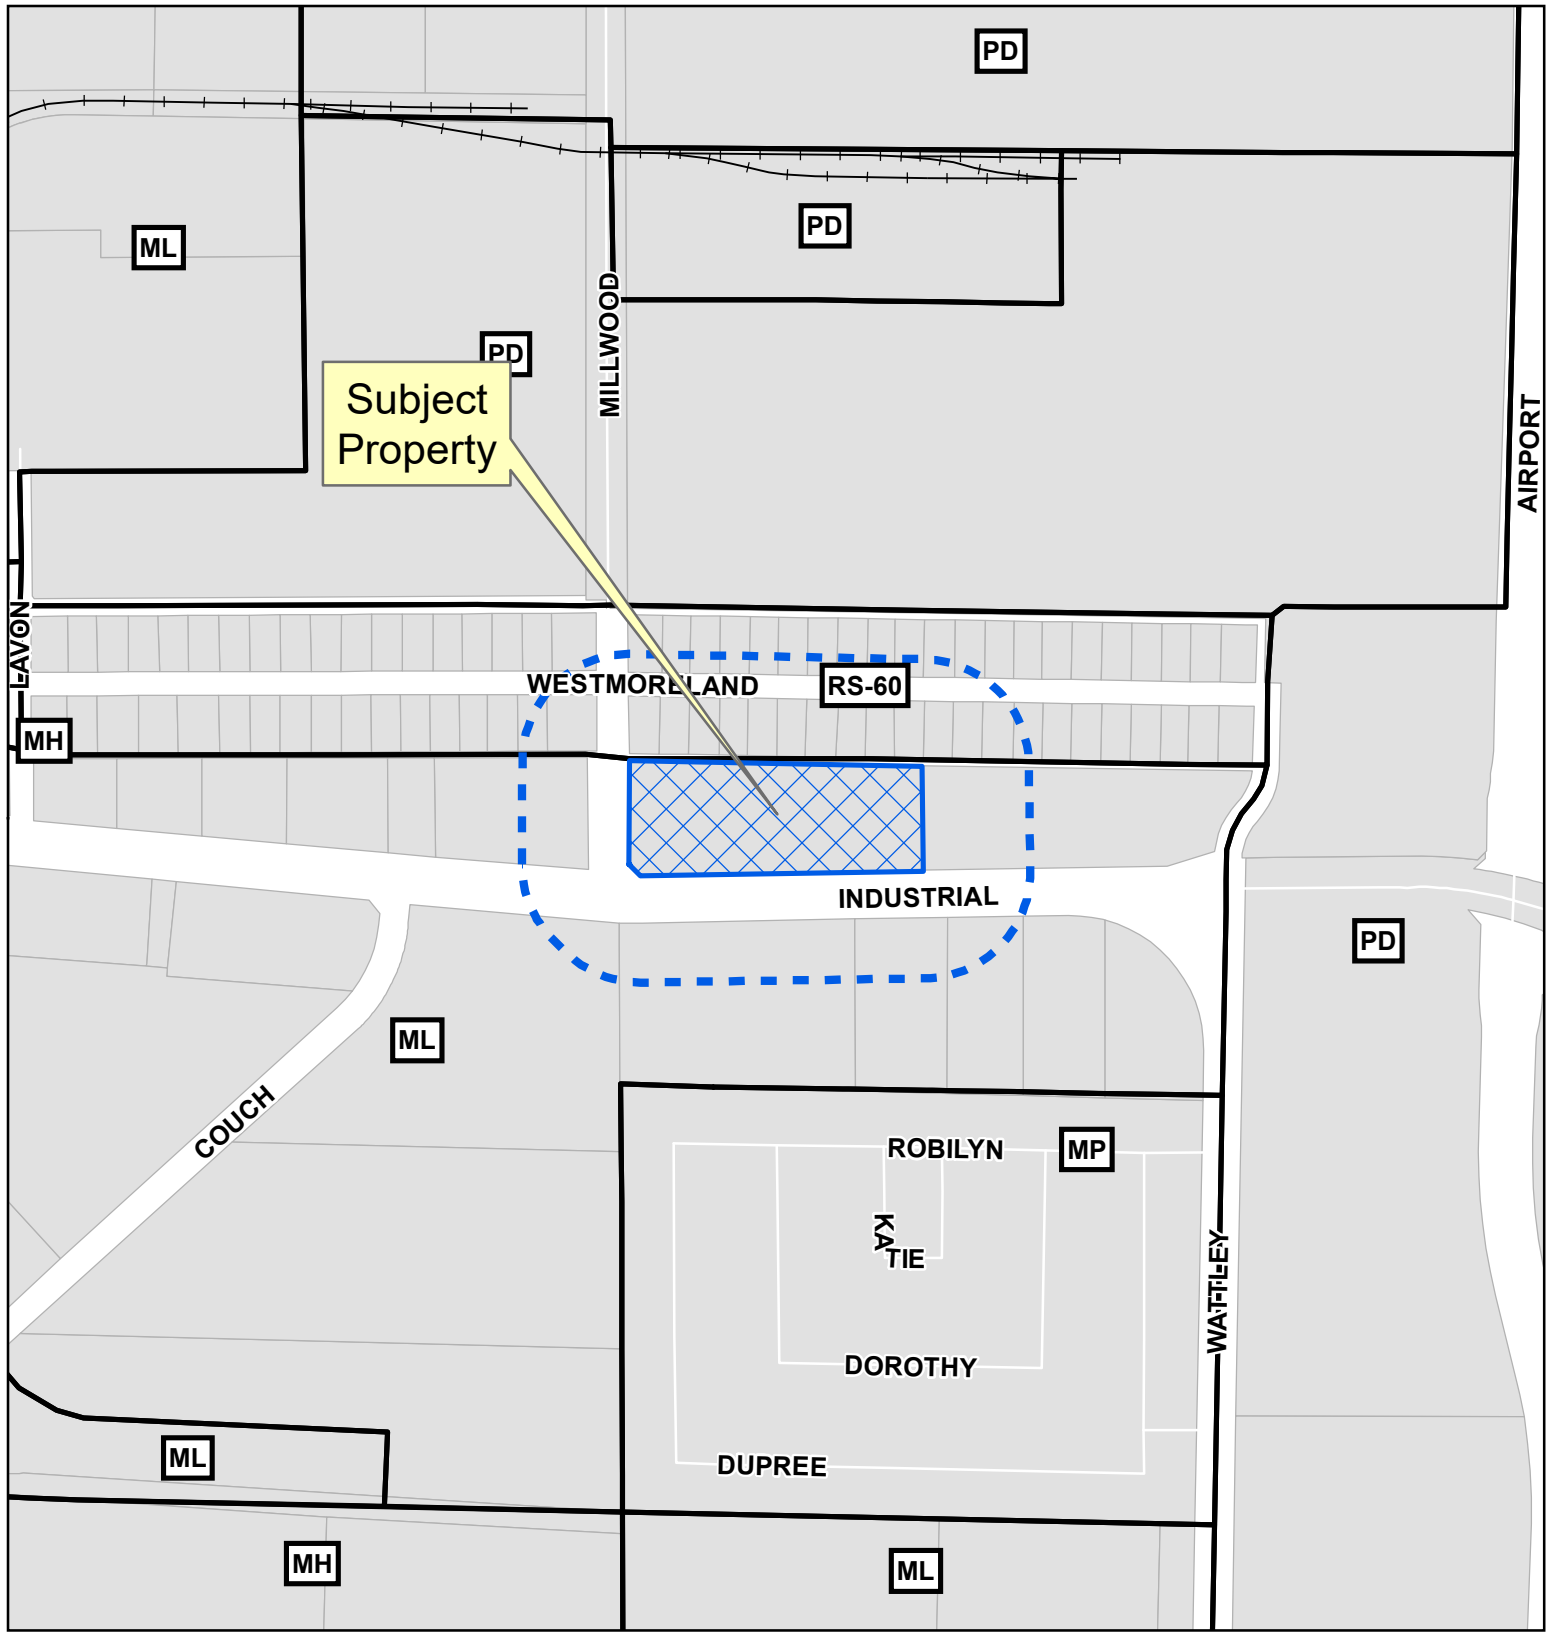 PD
PD
ML
MILLWOOD
PD
Subject
Property
AIRPORT
LAVON
WESTMORELAND
RS-60
MH
INDUSTRIAL
PD
ML
COUCH
ROBILYN
MP
KATIE
WATTLEY
DOROTHY
DUPREE
ML
MH
ML